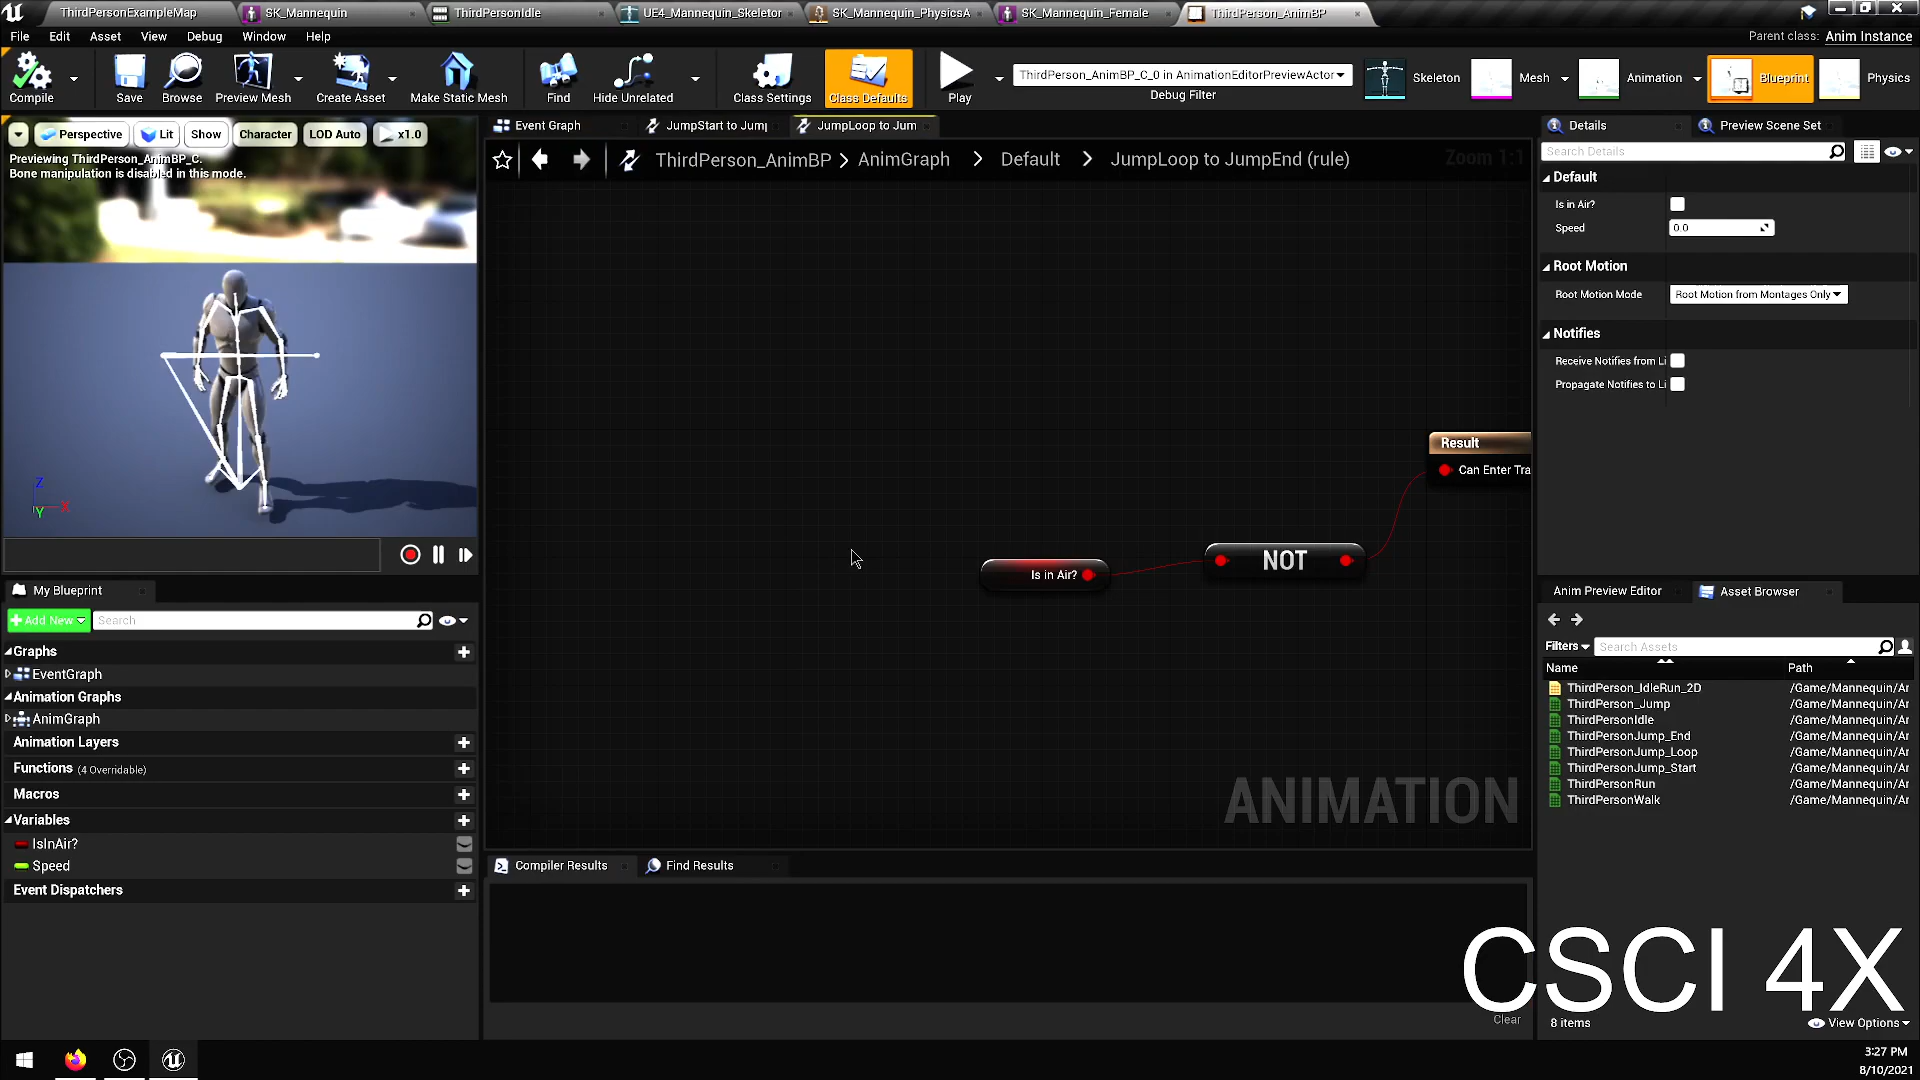 ThirdPersonExampleMap
SK_Mannequin
ThirdPersonIdle
UE4_Mannequin_Skeletor
SK_Mannequin_PhysicsA
SK_Mannequin_Female
ThirdPerson_AnimBP
File Edit Asset View Debug Window Help
Parent class: Anim Instance
Compile
Save
Browse
Preview Mesh
Create Asset
Make Static Mesh
Find
Hide Unrelated
Class Settings
Class Defaults
Play
ThirdPerson_AnimBP_C_0 in AnimationEditorPreviewActor
Debug Filter
Skeleton
Mesh
Animation
Blueprint
Physics
Perspective
Lit
Show
Character
LOD Auto
x1.0
Previewing ThirdPerson_AnimBP_C.
Bone manipulation is disabled in this mode.
Z
X
Y
Event Graph
JumpStart to Jum
JumpLoop to Jum
ThirdPerson_AnimBP > AnimGraph > Default > JumpLoop to JumpEnd (rule)
Zoom 1:1
Is in Air?
NOT
Result
Can Enter Tra
ANIMATION
My Blueprint
Add New
Search
Graphs
EventGraph
Animation Graphs
AnimGraph
Animation Layers
Functions (4 Overridable)
Macros
Variables
IsInAir?
Speed
Event Dispatchers
Compiler Results
Find Results
Clear
Details
Preview Scene Set
Search Details
Default
Is in Air?
Speed 0.0
Root Motion
Root Motion Mode Root Motion from Montages Only
Notifies
Receive Notifies from Li
Propagate Notifies to Li
Anim Preview Editor
Asset Browser
Filters
Search Assets
Name Path
ThirdPerson_IdleRun_2D /Game/Mannequin/Ar
ThirdPerson_Jump /Game/Mannequin/Ar
ThirdPersonIdle /Game/Mannequin/Ar
ThirdPersonJump_End /Game/Mannequin/Ar
ThirdPersonJump_Loop /Game/Mannequin/Ar
ThirdPersonJump_Start /Game/Mannequin/Ar
ThirdPersonRun /Game/Mannequin/Ar
ThirdPersonWalk /Game/Mannequin/Ar
CSCI 4X
8 items
View Options
3:27 PM
8/10/2021